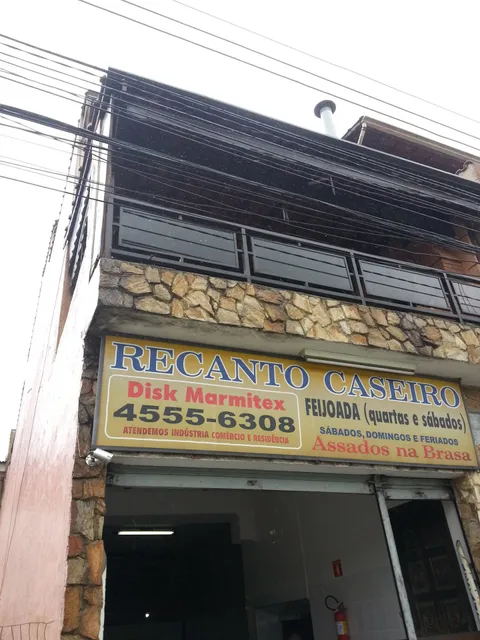 RECANTO CASEIRO
Disk Marmitex
4555-6308
ATENDEMOS INDÚSTRIA COMÉRCIO E RESIDÊNCIA
FEIJOADA (quartas e sábados)
SÁBADOS, DOMINGOS E FERIADOS
Assados na Brasa